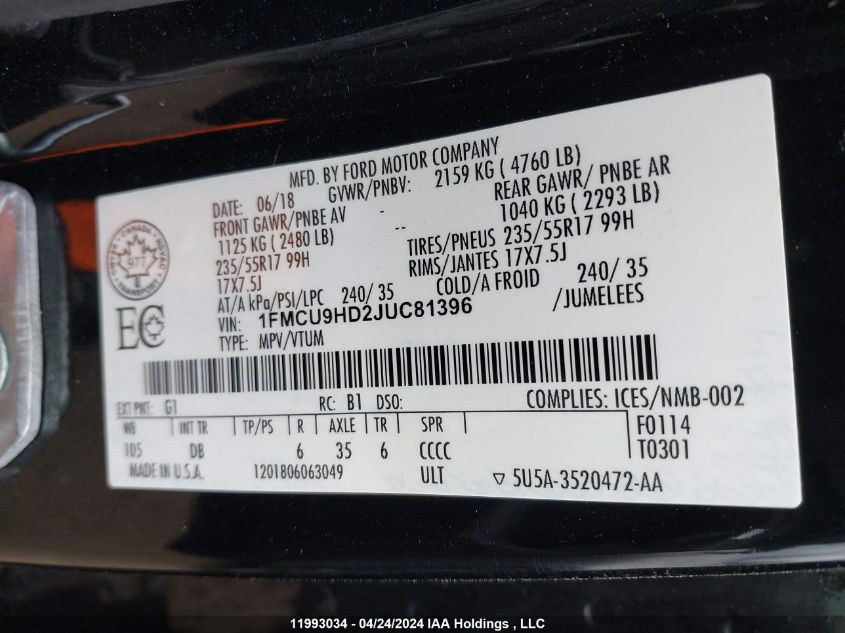 MFD. BY FORD MOTOR COMPANY
DATE: 06/18 GVWR/PNBV: 2159 KG ( 4760 LB)
FRONT GAWR/PNBE AV - REAR GAWR/ PNBE AR
1125 KG ( 2480 LB) -- 1040 KG ( 2293 LB)
235/55R17 99H TIRES/PNEUS 235/55R17 99H
17X7.5J RIMS/JANTES 17X7.5J
AT/A kPa/PSI/LPC 240/ 35 COLD/A FROID 240/ 35
VIN: 1FMCU9HD2JUC81396 /JUMELEES
TYPE: MPV/VTUM
CANADA
977
TRANSPORT
EC
EXT PNT: G1 RC: B1 DSO: COMPLIES: ICES/NMB-002
WB INT TR TP/PS R AXLE TR SPR F0114
105 DB 6 35 6 CCCC T0301
MADE IN U.S.A. 1201806063049 ULT 5U5A-3520472-AA
11993034 - 04/24/2024 IAA Holdings , LLC